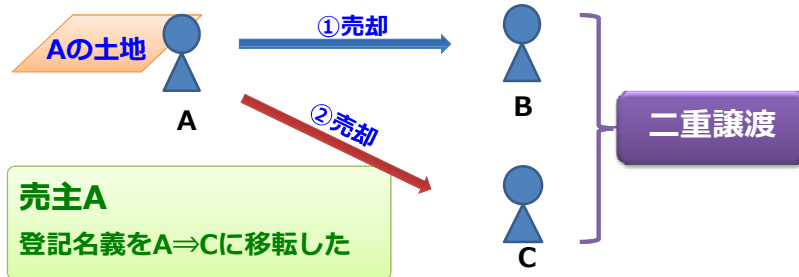 Aの土地
①売却
A
B
②売却
二重譲渡
売主A
登記名義をA⇒Cに移転した
C